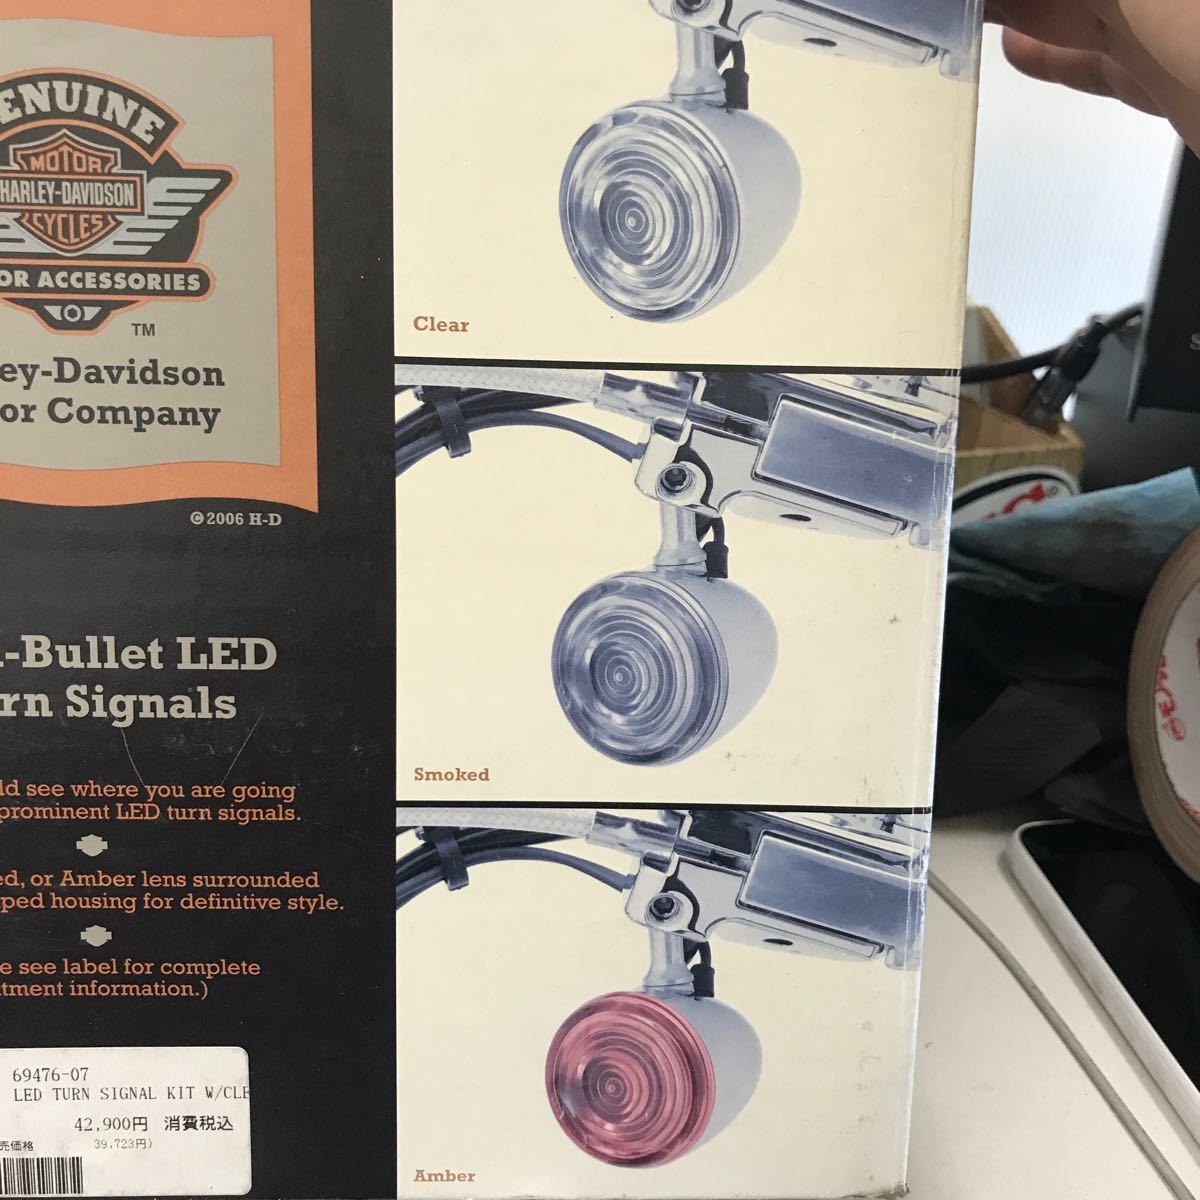 ENUINE
MOTOR
HARLEY-DAVIDSON
CYCLES
OR ACCESSORIES
TM
ey-Davidson
or Company
©2006 H-D
-Bullet LED
rn Signals
ld see where you are going
prominent LED turn signals.
ed, or Amber lens surrounded
ped housing for definitive style.
e see label for complete
tment information.)
69476-07
LED TURN SIGNAL KIT W/CLE
42,900円 消費税込
売価格 39,723円)
Clear
Smoked
Amber